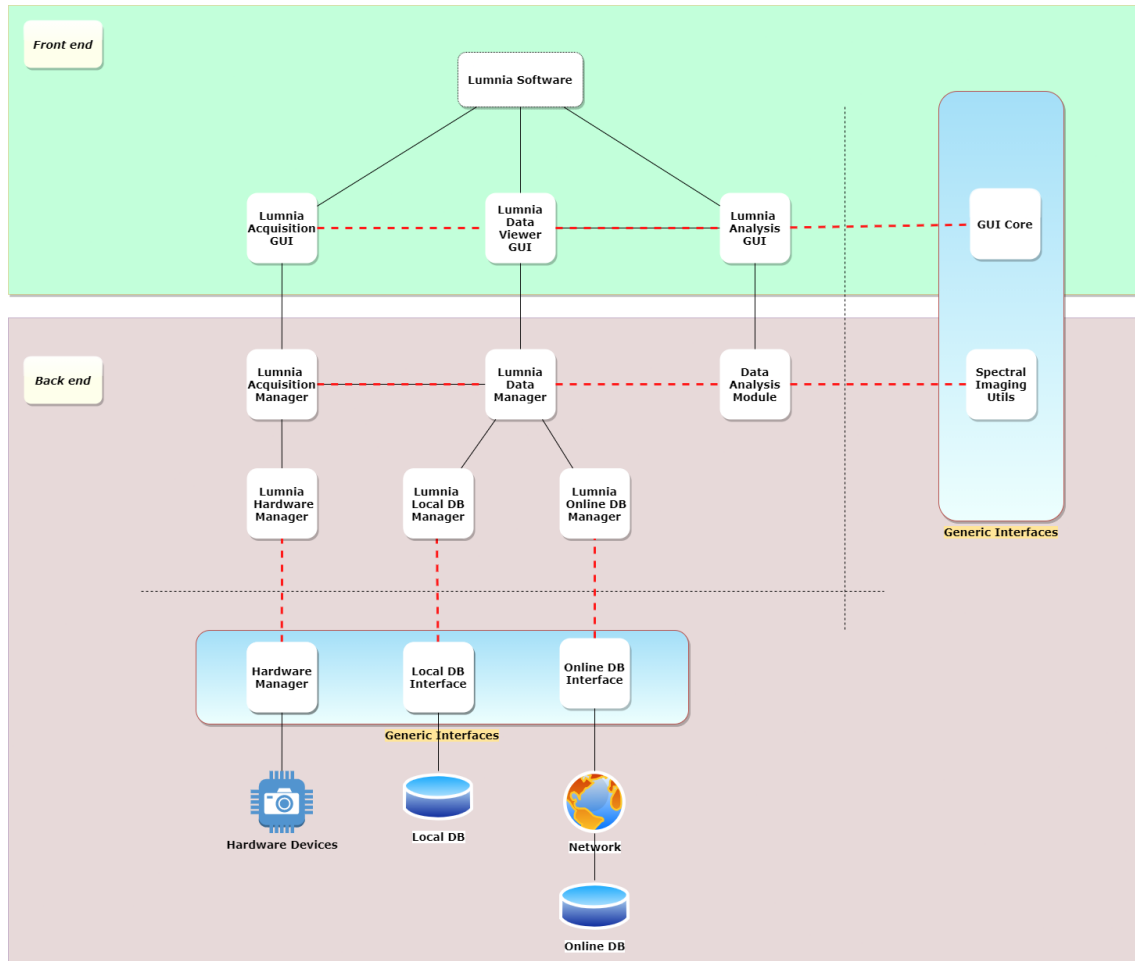 Front end
Lumnia Software
Lumnia
Acquisition
GUI
Lumnia
Data
Viewer
GUI
Lumnia
Analysis
GUI
GUI Core
Back end
Lumnia
Acquisition
Manager
Lumnia
Data
Manager
Data
Analysis
Module
Spectral
Imaging
Utils
Lumnia
Hardware
Manager
Lumnia
Local DB
Manager
Lumnia
Online DB
Manager
Generic Interfaces
Hardware
Manager
Local DB
Interface
Online DB
Interface
Generic Interfaces
Hardware Devices
Local DB
Network
Online DB